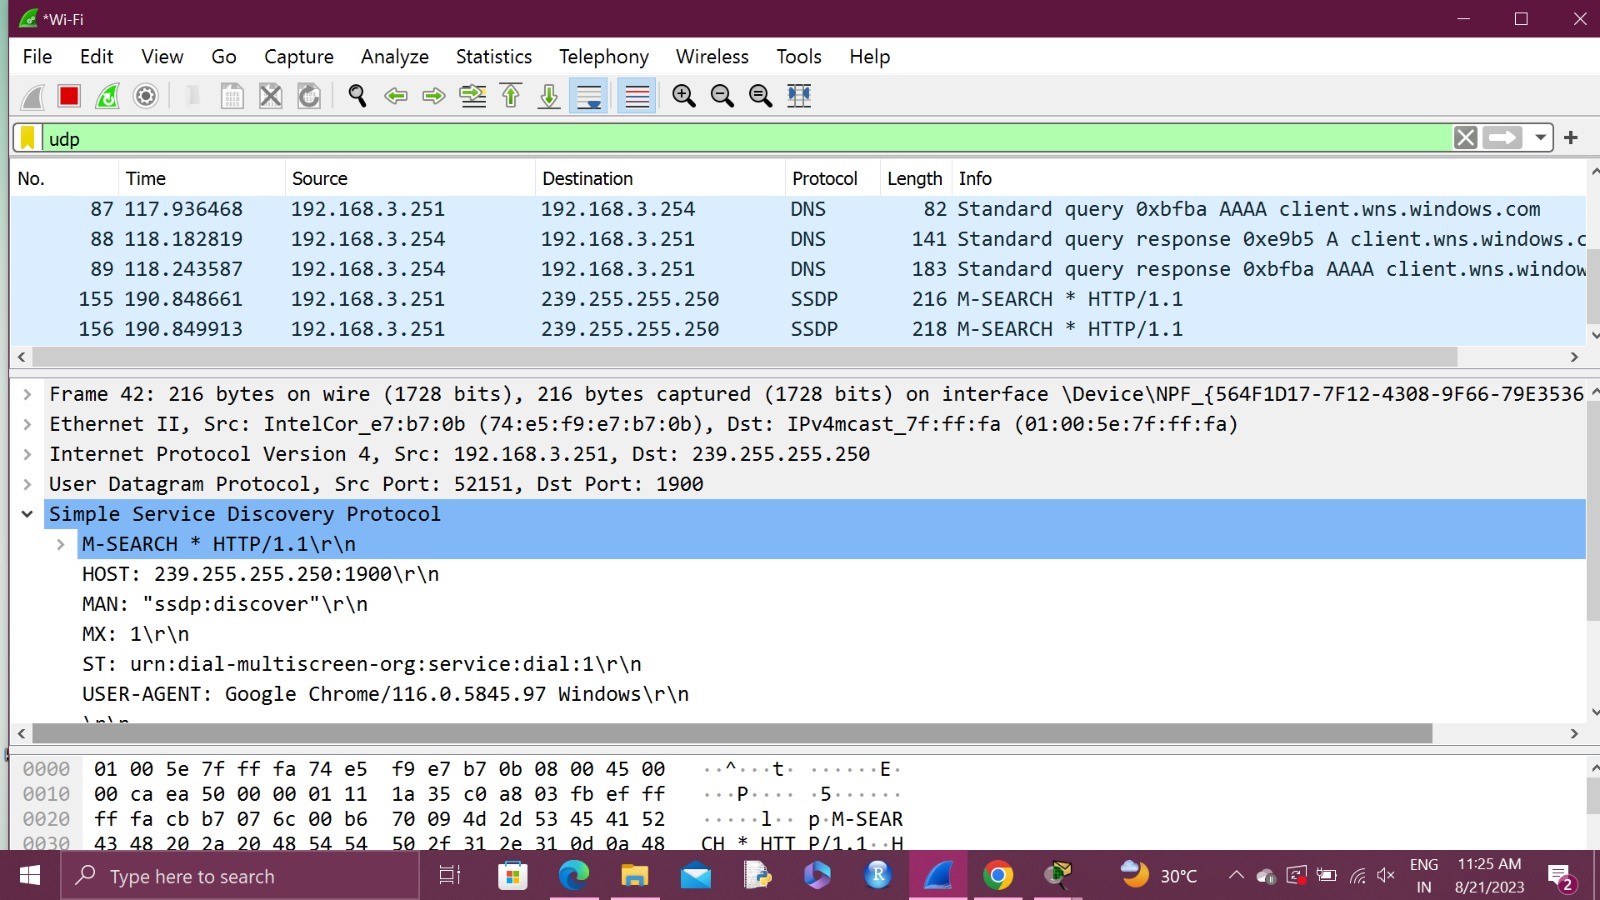 *Wi-Fi
File Edit View Go Capture Analyze Statistics Telephony Wireless Tools Help
udp
No. Time Source Destination Protocol Length Info
87 117.936468 192.168.3.251 192.168.3.254 DNS 82 Standard query 0xbfba AAAA client.wns.windows.com
88 118.182819 192.168.3.254 192.168.3.251 DNS 141 Standard query response 0xe9b5 A client.wns.windows.c
89 118.243587 192.168.3.254 192.168.3.251 DNS 183 Standard query response 0xbfba AAAA client.wns.window
155 190.848661 192.168.3.251 239.255.255.250 SSDP 216 M-SEARCH * HTTP/1.1
156 190.849913 192.168.3.251 239.255.255.250 SSDP 218 M-SEARCH * HTTP/1.1
Frame 42: 216 bytes on wire (1728 bits), 216 bytes captured (1728 bits) on interface \Device\NPF_{564F1D17-7F12-4308-9F66-79E3536
Ethernet II, Src: IntelCor_e7:b7:0b (74:e5:f9:e7:b7:0b), Dst: IPv4mcast_7f:ff:fa (01:00:5e:7f:ff:fa)
Internet Protocol Version 4, Src: 192.168.3.251, Dst: 239.255.255.250
User Datagram Protocol, Src Port: 52151, Dst Port: 1900
Simple Service Discovery Protocol
M-SEARCH * HTTP/1.1\r\n
HOST: 239.255.255.250:1900\r\n
MAN: "ssdp:discover"\r\n
MX: 1\r\n
ST: urn:dial-multiscreen-org:service:dial:1\r\n
USER-AGENT: Google Chrome/116.0.5845.97 Windows\r\n
\r\n
0000 01 00 5e 7f ff fa 74 e5 f9 e7 b7 0b 08 00 45 00 ··^···t· ······E·
0010 00 ca ea 50 00 00 01 11 1a 35 c0 a8 03 fb ef ff ···P···· ·5······
0020 ff fa cb b7 07 6c 00 b6 70 09 4d 2d 53 45 41 52 ·····l·· p·M-SEAR
0030 43 48 20 2a 20 48 54 54 50 2f 31 2e 31 0d 0a 48 CH * HTT P/1.1··H
Type here to search
R
30°C
ENG
IN
11:25 AM
8/21/2023
2